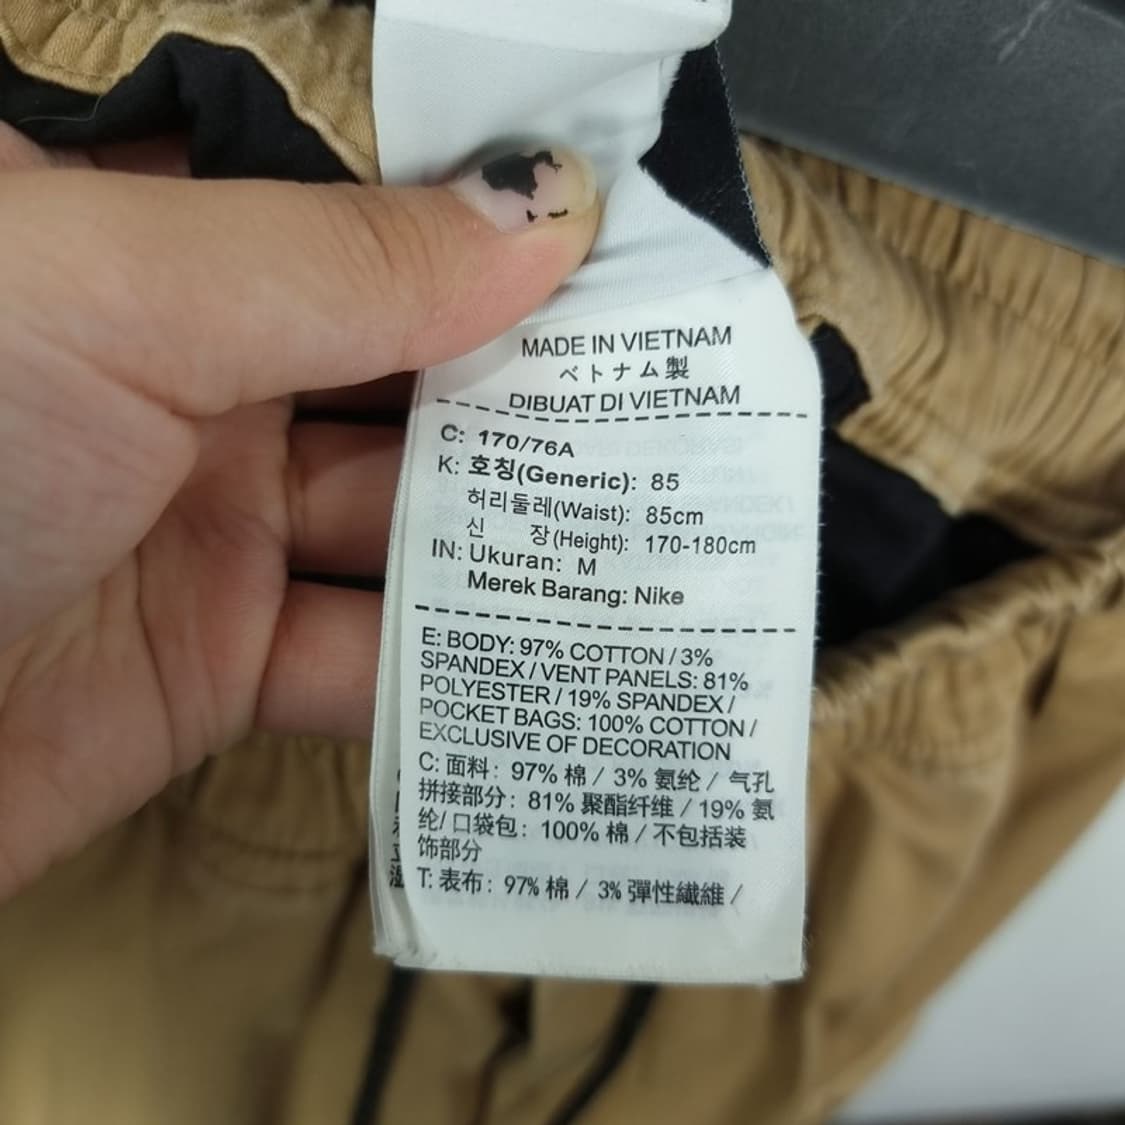 MADE IN VIETNAM
ベトナム製
DIBUAT DI VIETNAM
C: 170/76A
K: 호칭(Generic): 85
허리둘레(Waist): 85cm
신 장(Height): 170-180cm
IN: Ukuran: M
Merek Barang: Nike
E: BODY: 97% COTTON / 3%
SPANDEX / VENT PANELS: 81%
POLYESTER / 19% SPANDEX /
POCKET BAGS: 100% COTTON /
EXCLUSIVE OF DECORATION
C: 面料: 97% 棉 / 3% 氨纶 / 气孔
拼接部分: 81% 聚酯纤维 / 19% 氨
纶/ 口袋包: 100% 棉 / 不包括装
饰部分
T: 表布: 97% 棉 / 3% 彈性纖維 /